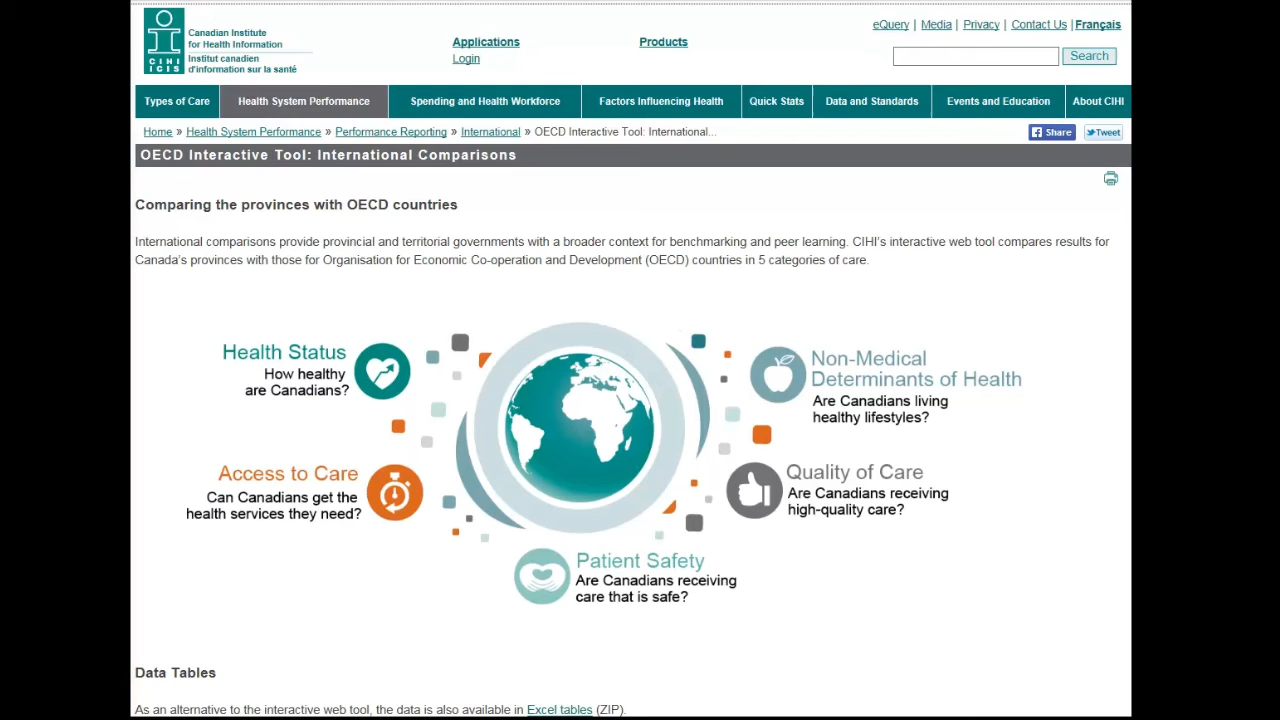 Canadian Institute
for Health Information
Institut canadien
d'information sur la santé
CIHI
ICIS
Applications
Login
Products
eQuery | Media | Privacy | Contact Us | Français
Search
Types of Care
Health System Performance
Spending and Health Workforce
Factors Influencing Health
Quick Stats
Data and Standards
Events and Education
About CIHI
Home » Health System Performance » Performance Reporting » International » OECD Interactive Tool: International...
Share
Tweet
OECD Interactive Tool: International Comparisons
Comparing the provinces with OECD countries
International comparisons provide provincial and territorial governments with a broader context for benchmarking and peer learning. CIHI's interactive web tool compares results for
Canada's provinces with those for Organisation for Economic Co-operation and Development (OECD) countries in 5 categories of care.
Health Status
How healthy
are Canadians?
Non-Medical
Determinants of Health
Are Canadians living
healthy lifestyles?
Access to Care
Can Canadians get the
health services they need?
Quality of Care
Are Canadians receiving
high-quality care?
Patient Safety
Are Canadians receiving
care that is safe?
Data Tables
As an alternative to the interactive web tool, the data is also available in Excel tables (ZIP).